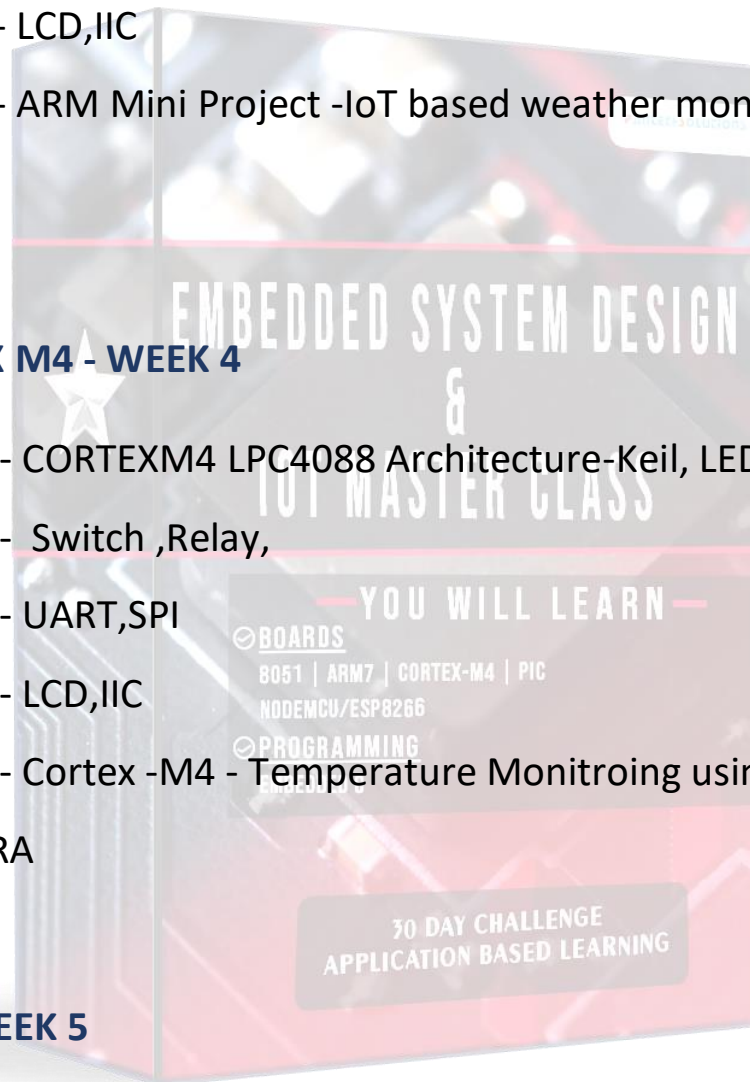 - LCD,IIC
- ARM Mini Project -IoT based weather mon
EMBEDDED SYSTEM DESIGN
X M4 - WEEK 4
&
- CORTEXM4 LPC4088 Architecture-Keil, LED
IOT MASTER CLASS
- Switch ,Relay,
YOU WILL LEARN
- UART,SPI
BOARDS
8051 | ARM7 | CORTEX-M4 | PIC
- LCD,IIC
NODEMCU/ESP8266
PROGRAMMING
- Cortex -M4 - Temperature Monitroing usin
EMBEDDED C
RA
30 DAY CHALLENGE
APPLICATION BASED LEARNING
EEK 5